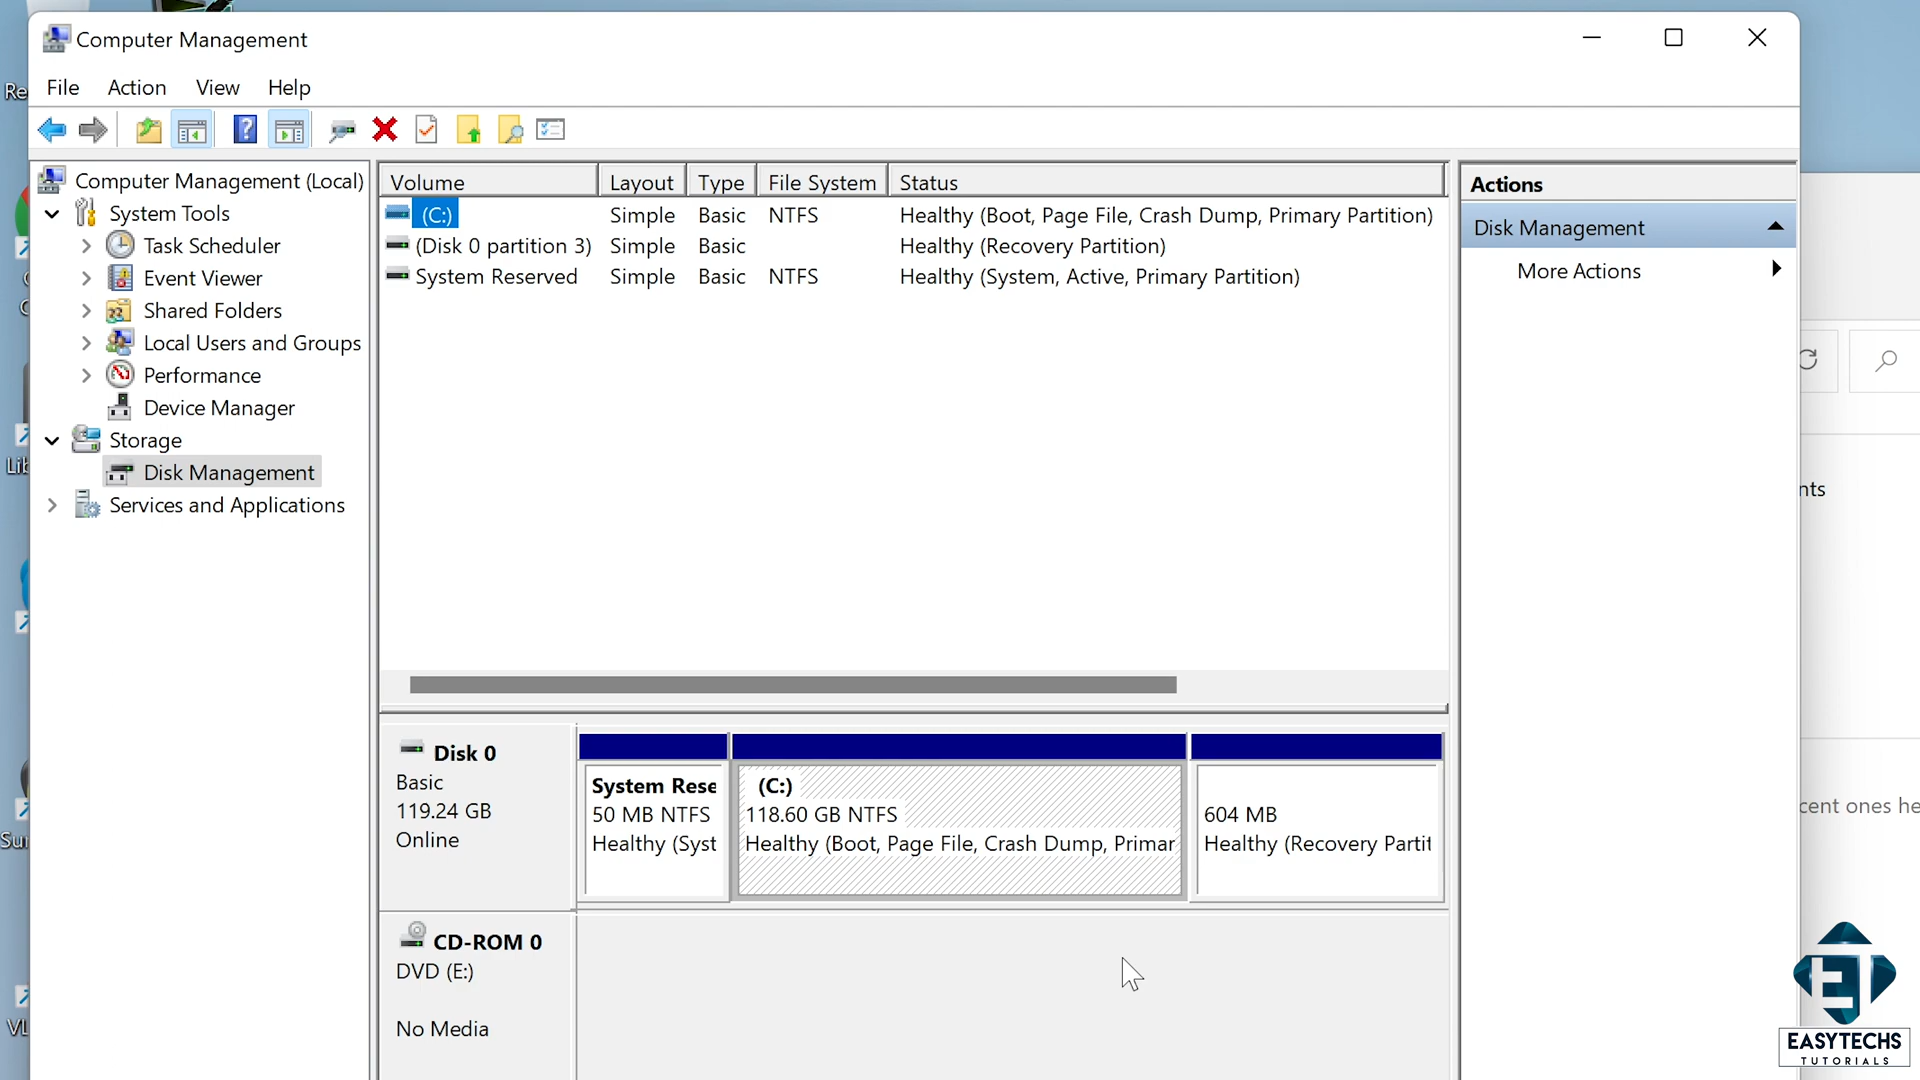 Computer Management
File Action View Help
Re
Computer Management (Local)
System Tools
Task Scheduler
Event Viewer
Shared Folders
Local Users and Groups
Performance
Device Manager
Storage
Disk Management
Services and Applications
Volume Layout Type File System Status
(C:) Simple Basic NTFS Healthy (Boot, Page File, Crash Dump, Primary Partition)
(Disk 0 partition 3) Simple Basic Healthy (Recovery Partition)
System Reserved Simple Basic NTFS Healthy (System, Active, Primary Partition)
Actions
Disk Management
More Actions
Lib
nts
Disk 0
Basic
119.24 GB
Online
System Rese
50 MB NTFS
Healthy (Syst
(C:)
118.60 GB NTFS
Healthy (Boot, Page File, Crash Dump, Primar
604 MB
Healthy (Recovery Partit
cent ones he
Sur
CD-ROM 0
DVD (E:)
No Media
VL
EASYTECHS
TUTORIALS